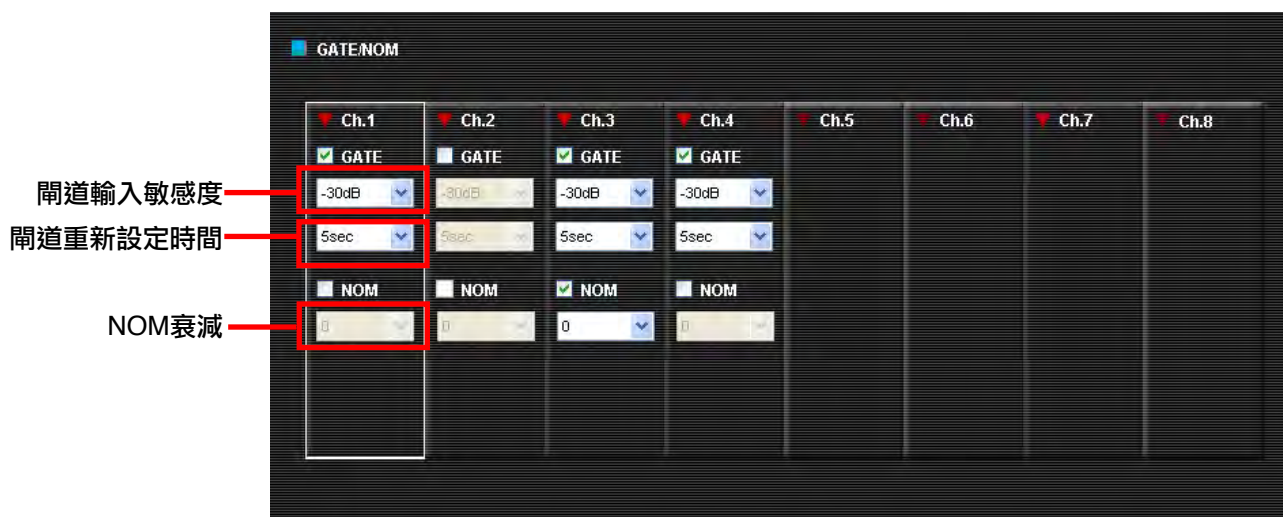 GATE/NOM
Ch.1 Ch.2 Ch.3 Ch.4 Ch.5 Ch.6 Ch.7 Ch.8
GATE GATE GATE GATE
閘道輸入敏感度 -30dB -30dB -30dB -30dB
閘道重新設定時間 5sec 5sec 5sec 5sec
NOM NOM NOM NOM
NOM衰減 0 0 0 0